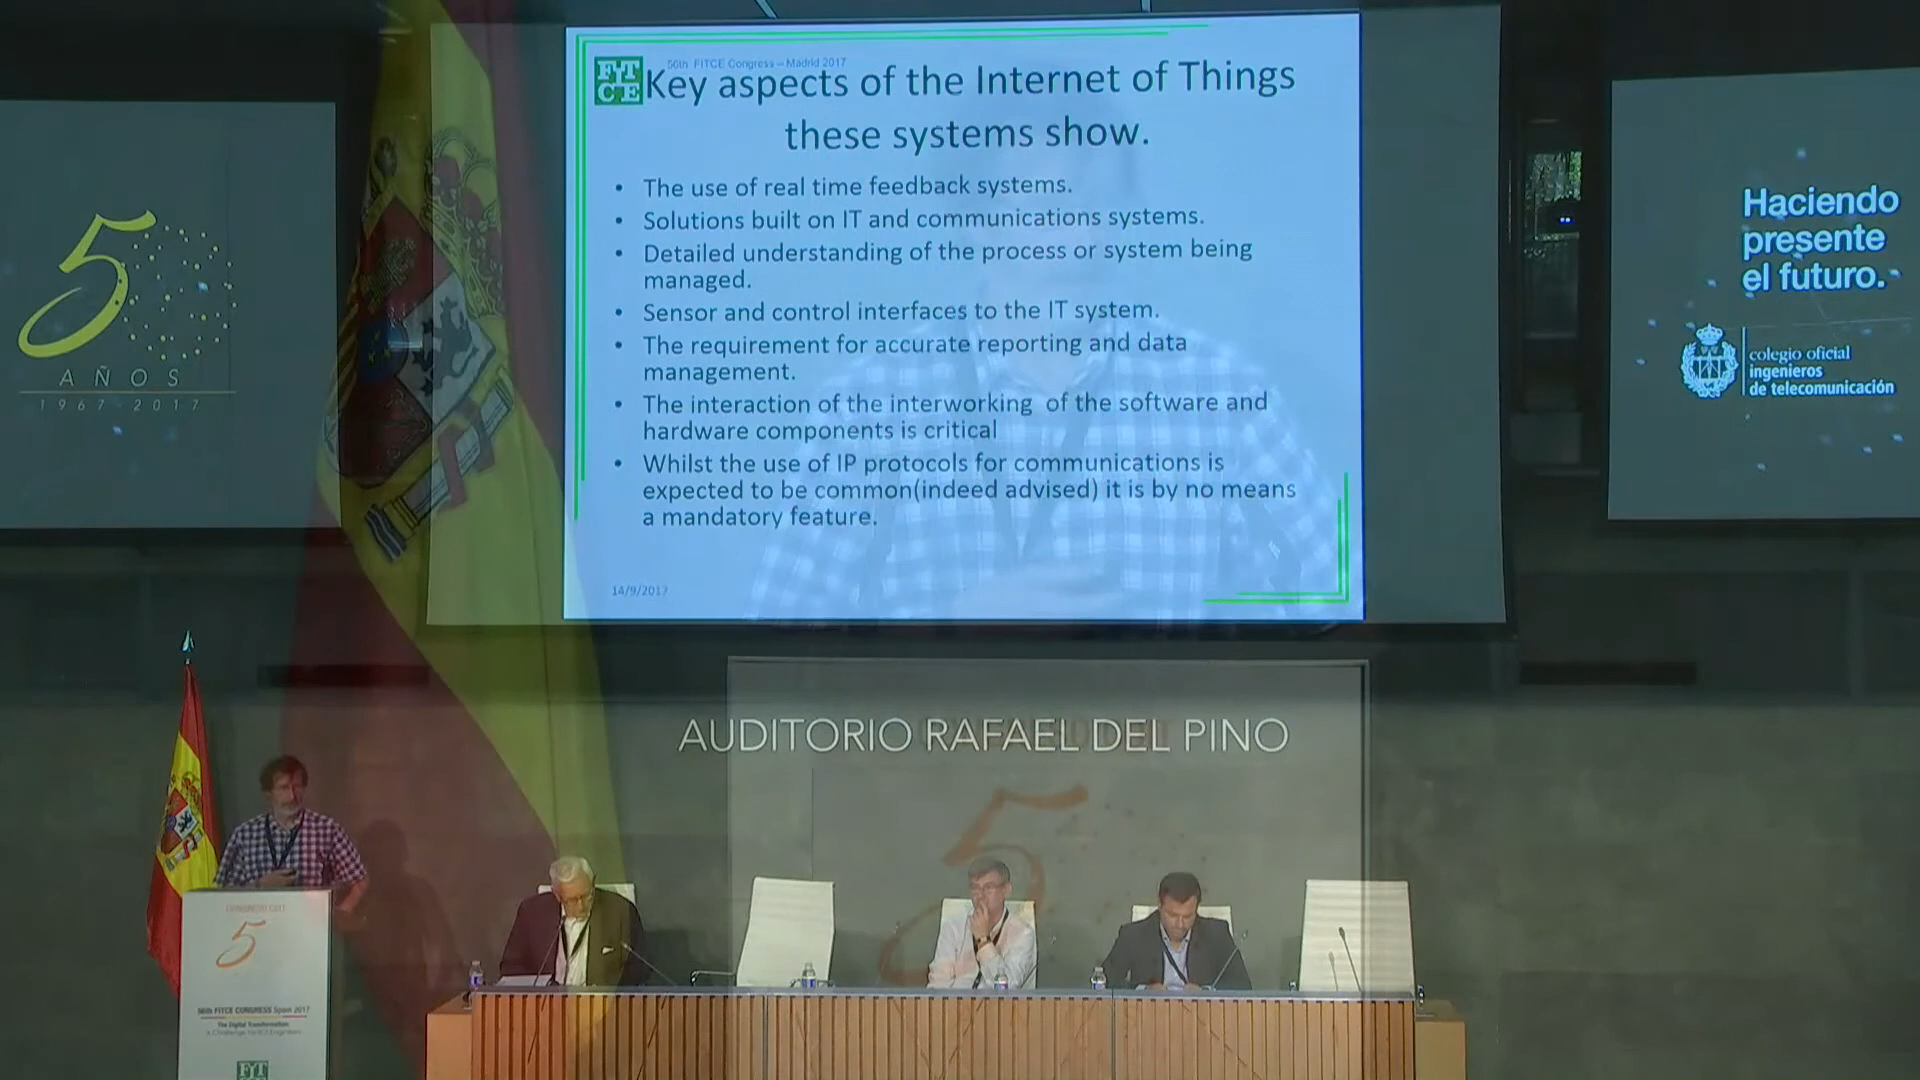 56th FITCE Congress – Madrid 2017
FIT
CE
Key aspects of the Internet of Things
these systems show.
• The use of real time feedback systems.
• Solutions built on IT and communications systems.
• Detailed understanding of the process or system being
managed.
• Sensor and control interfaces to the IT system.
• The requirement for accurate reporting and data
management.
• The interaction of the interworking of the software and
hardware components is critical
• Whilst the use of IP protocols for communications is
expected to be common(indeed advised) it is by no means
a mandatory feature.
14/9/2017
50
AÑOS
1967 - 2017
Haciendo
presente
el futuro.
colegio oficial
ingenieros
de telecomunicación
AUDITORIO RAFAEL DEL PINO
5
5
56th FITCE CONGRESS Spain 2017
The Digital Transformation:
FIT